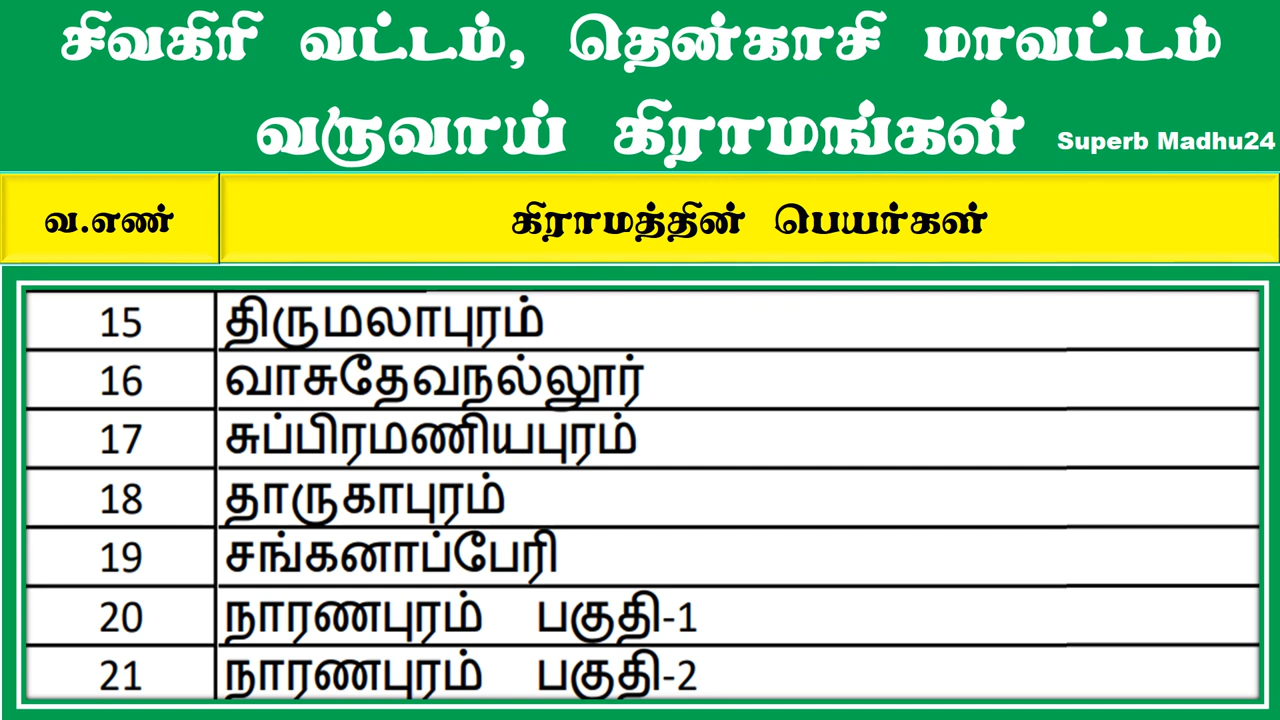 சிவகிரி வட்டம், தென்காசி மாவட்டம்
வருவாய் கிராமங்கள் Superb Madhu24
வ.எண் கிராமத்தின் பெயர்கள்
15 திருமலாபுரம்
16 வாசுதேவநல்லூர்
17 சுப்பிரமணியபுரம்
18 தாருகாபுரம்
19 சங்கனாப்பேரி
20 நாரணபுரம் பகுதி-1
21 நாரணபுரம் பகுதி-2